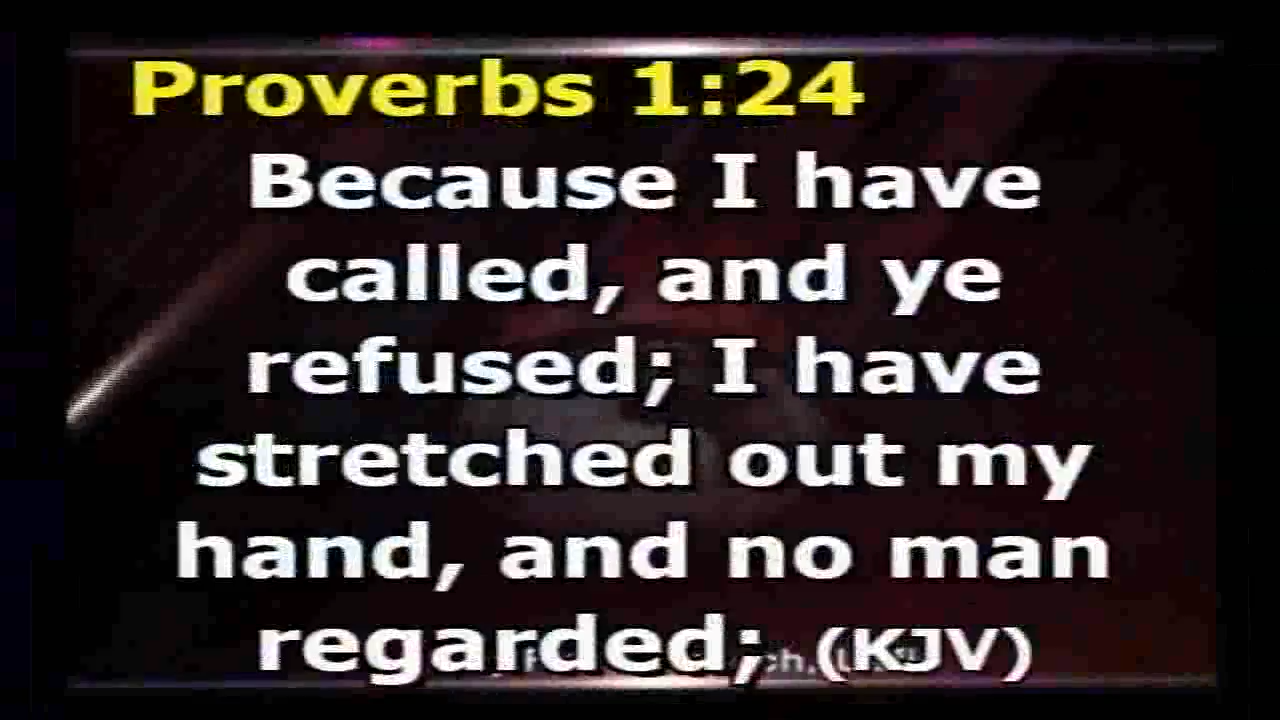 Proverbs 1:24
Because I have
called, and ye
refused; I have
stretched out my
hand, and no man
regarded; (KJV)